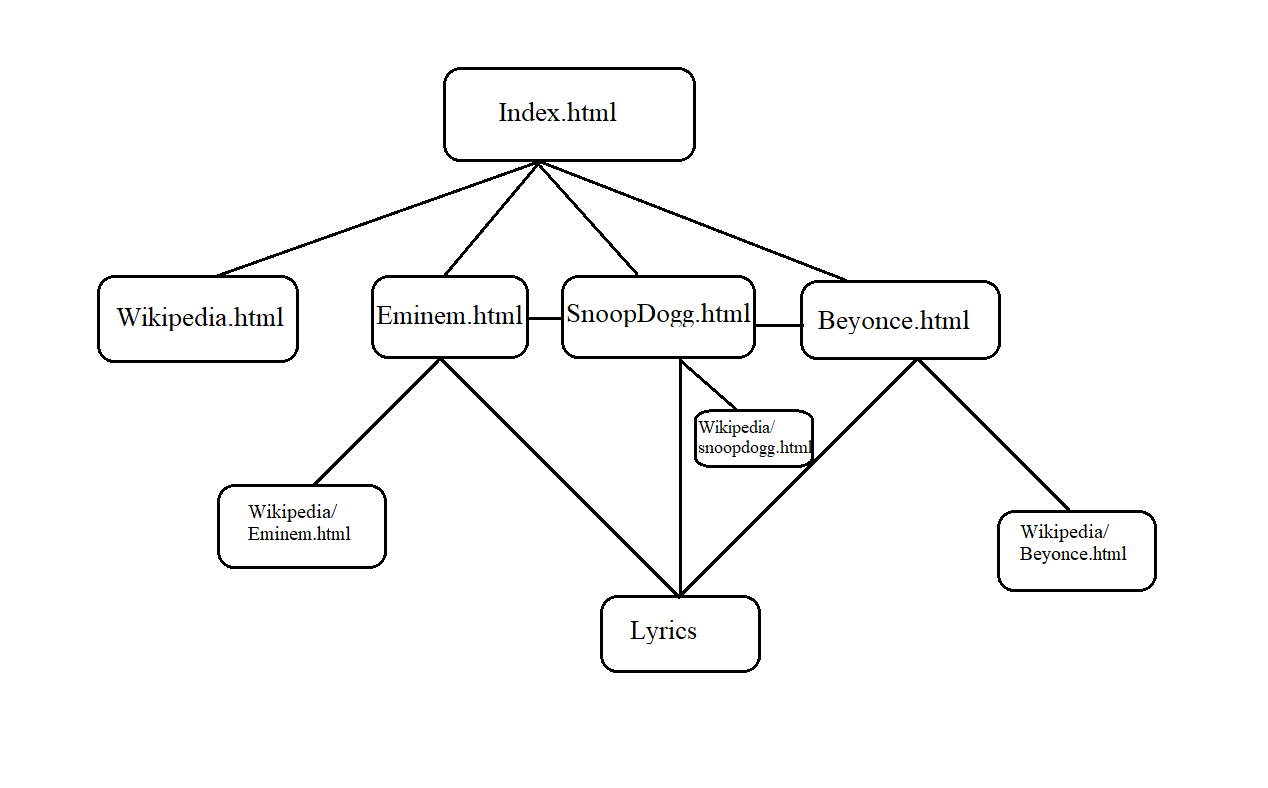 Index.html
Wikipedia.html
Eminem.html
SnoopDogg.html
Beyonce.html
Wikipedia/
snoopdogg.html
Wikipedia/
Eminem.html
Wikipedia/
Beyonce.html
Lyrics